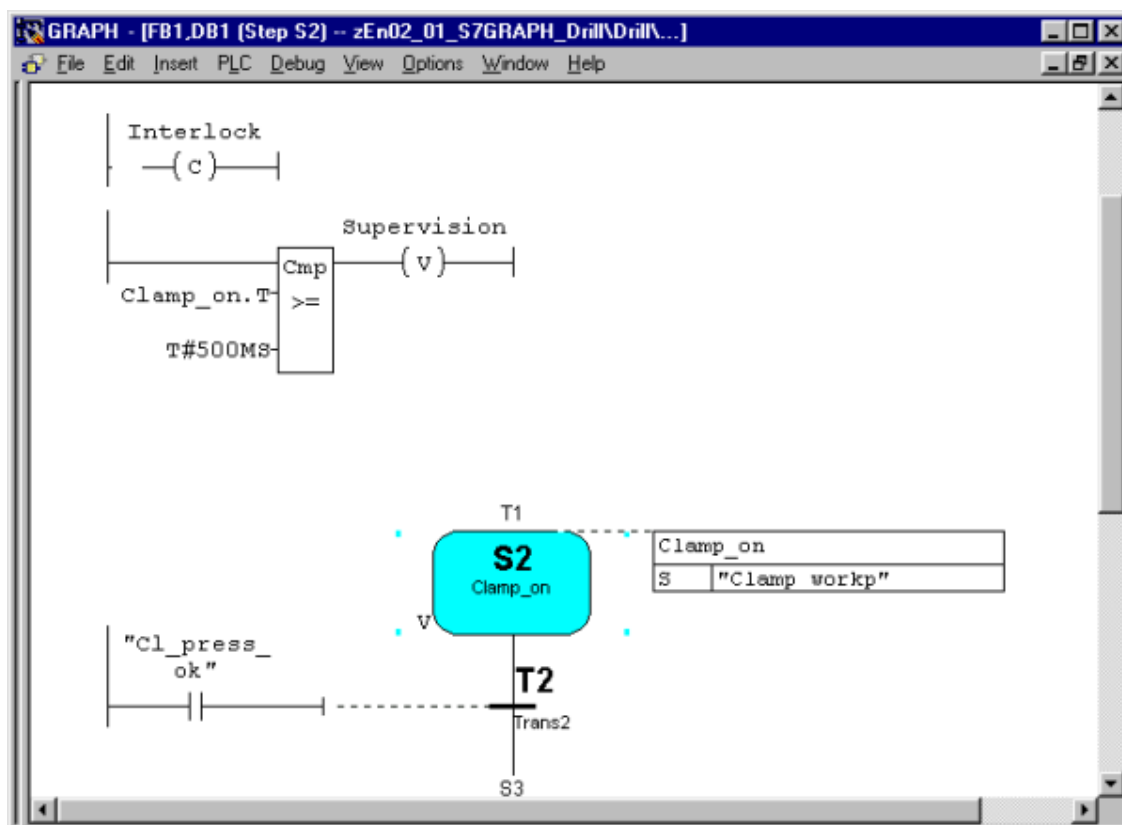 GRAPH - [FB1,DB1 (Step S2) -- zEn02_01_S7GRAPH_Drill\Drill\...]
File Edit Insert PLC Debug View Options Window Help
Interlock
C
Supervision
Cmp
V
Clamp_on.T
>=
T#500MS
T1
S2
Clamp_on
V
Clamp_on
S "Clamp workp"
"Cl_press_
ok"
T2
Trans2
S3